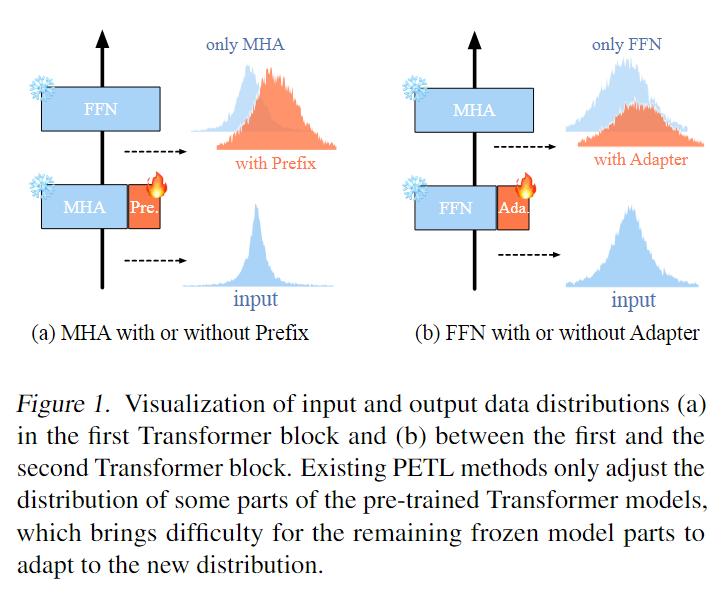 only MHA
FFN
with Prefix
MHA
Pre.
input
(a) MHA with or without Prefix
only FFN
MHA
with Adapter
FFN
Ada.
input
(b) FFN with or without Adapter
Figure 1. Visualization of input and output data distributions (a)
in the first Transformer block and (b) between the first and the
second Transformer block. Existing PETL methods only adjust the
distribution of some parts of the pre-trained Transformer models,
which brings difficulty for the remaining frozen model parts to
adapt to the new distribution.